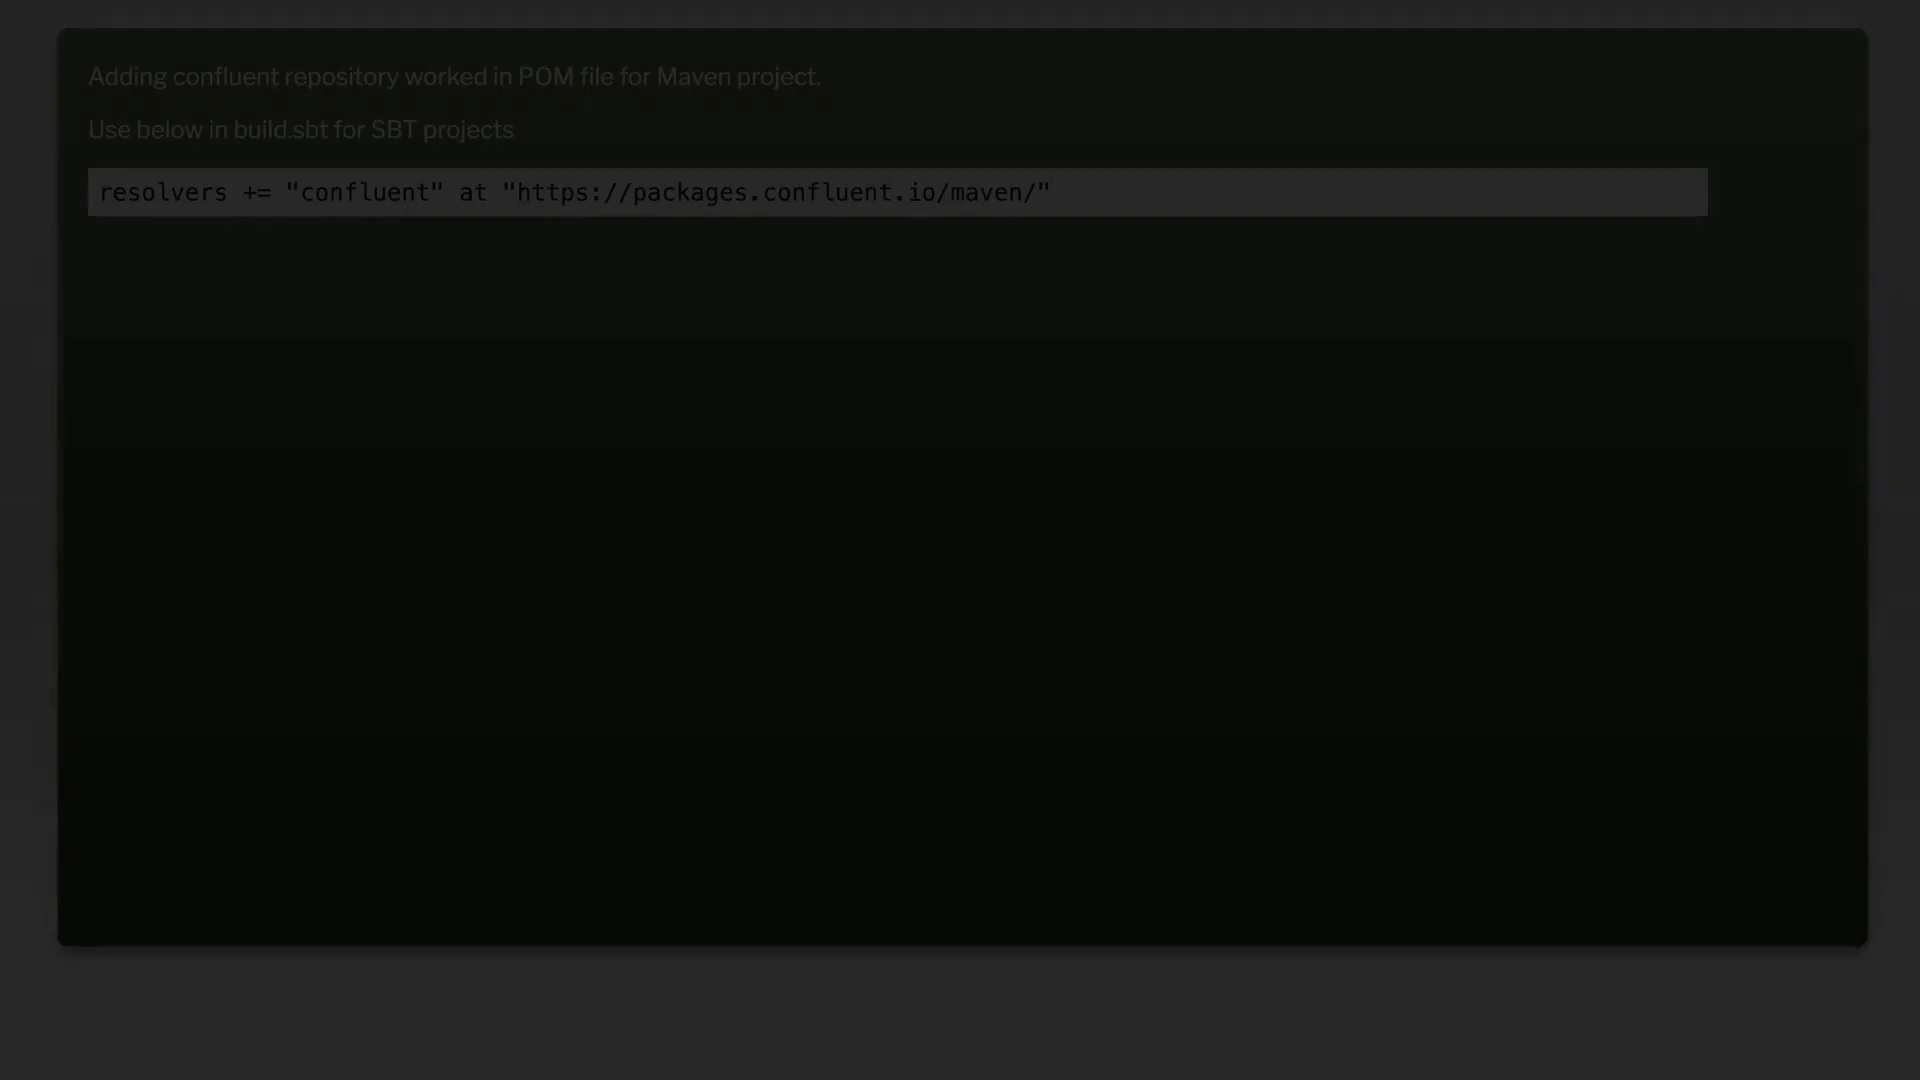 Adding confluent repository worked in POM file for Maven project.
Use below in build.sbt for SBT projects
resolvers += "confluent" at "https://packages.confluent.io/maven/"